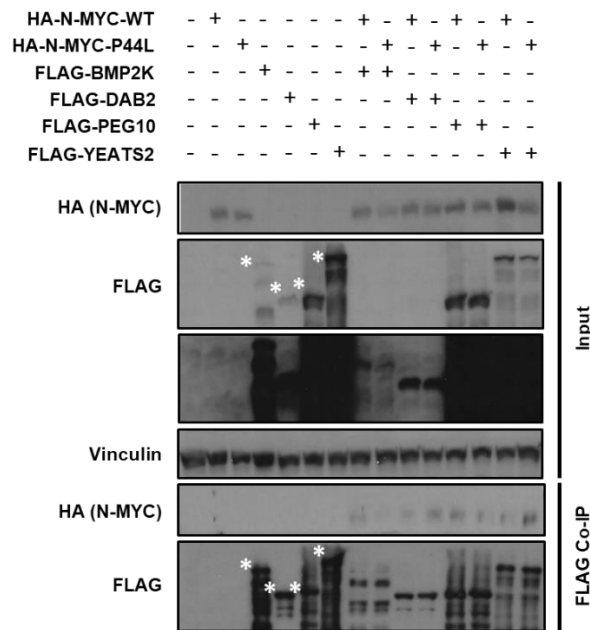 HA-N-MYC-WT - + - - - - - + - + - + - + -
HA-N-MYC-P44L - - + - - - - - + - + - + - +
FLAG-BMP2K - - - + - - - + + - - - - - -
FLAG-DAB2 - - - - + - - - - + + - - - -
FLAG-PEG10 - - - - - + - - - - - + + - -
FLAG-YEATS2 - - - - - - + - - - - - - + +
HA (N-MYC)
FLAG
* * * *
Vinculin
Input
HA (N-MYC)
FLAG
* * * *
FLAG Co-IP